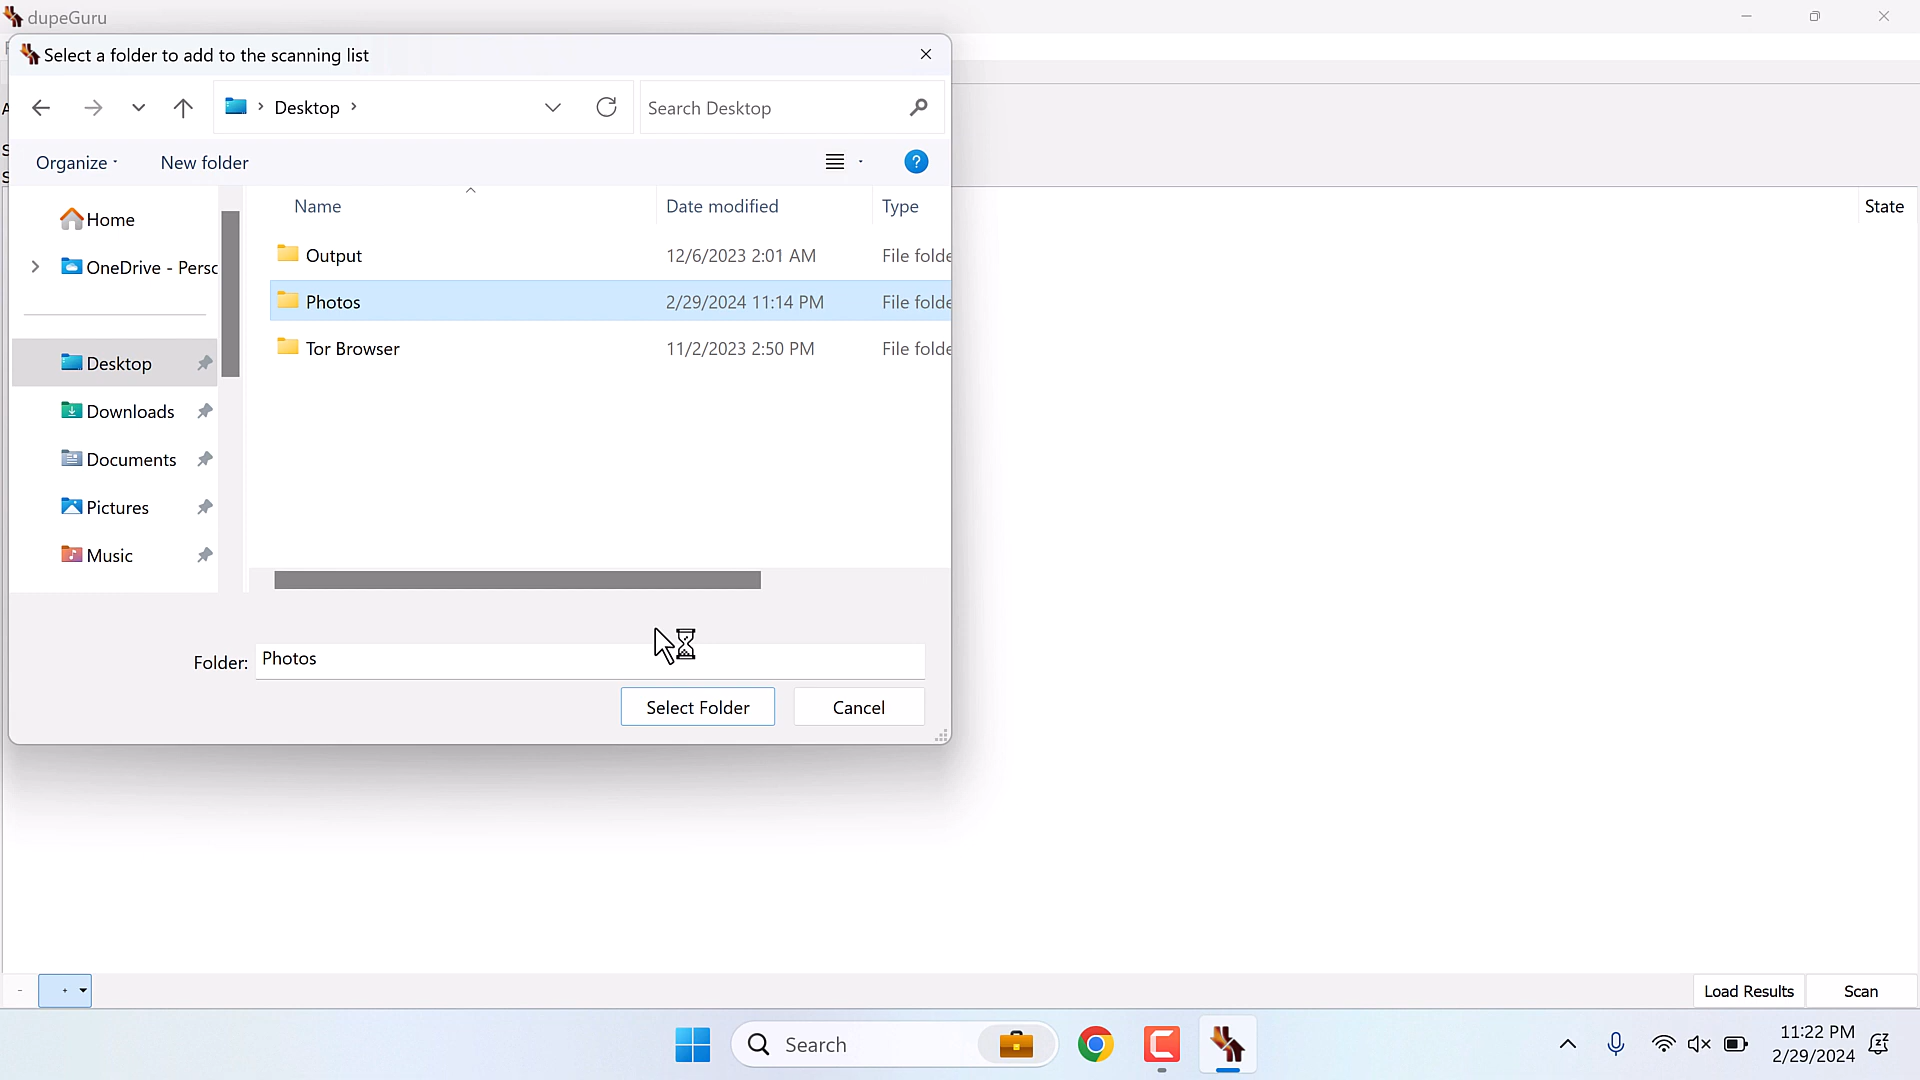 dupeGuru
Select a folder to add to the scanning list
Desktop
Search Desktop
Organize
New folder
Name
Date modified
Type
State
Home
OneDrive - Persc
Desktop
Downloads
Documents
Pictures
Music
Output 12/6/2023 2:01 AM File folde
Photos 2/29/2024 11:14 PM File folde
Tor Browser 11/2/2023 2:50 PM File folde
Folder: Photos
Select Folder
Cancel
- +
Load Results
Scan
Search
11:22 PM
2/29/2024